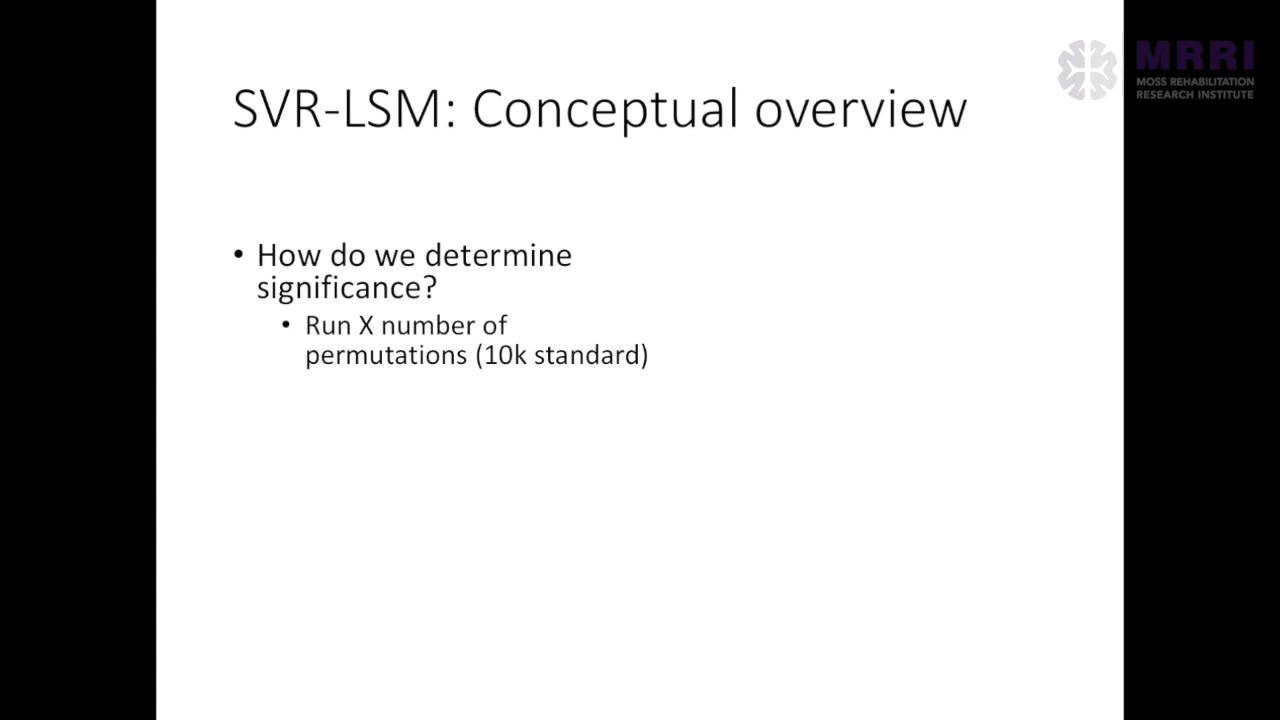 MRRI
MOSS REHABILITATION
RESEARCH INSTITUTE
SVR-LSM: Conceptual overview
• How do we determine
significance?
• Run X number of
permutations (10k standard)